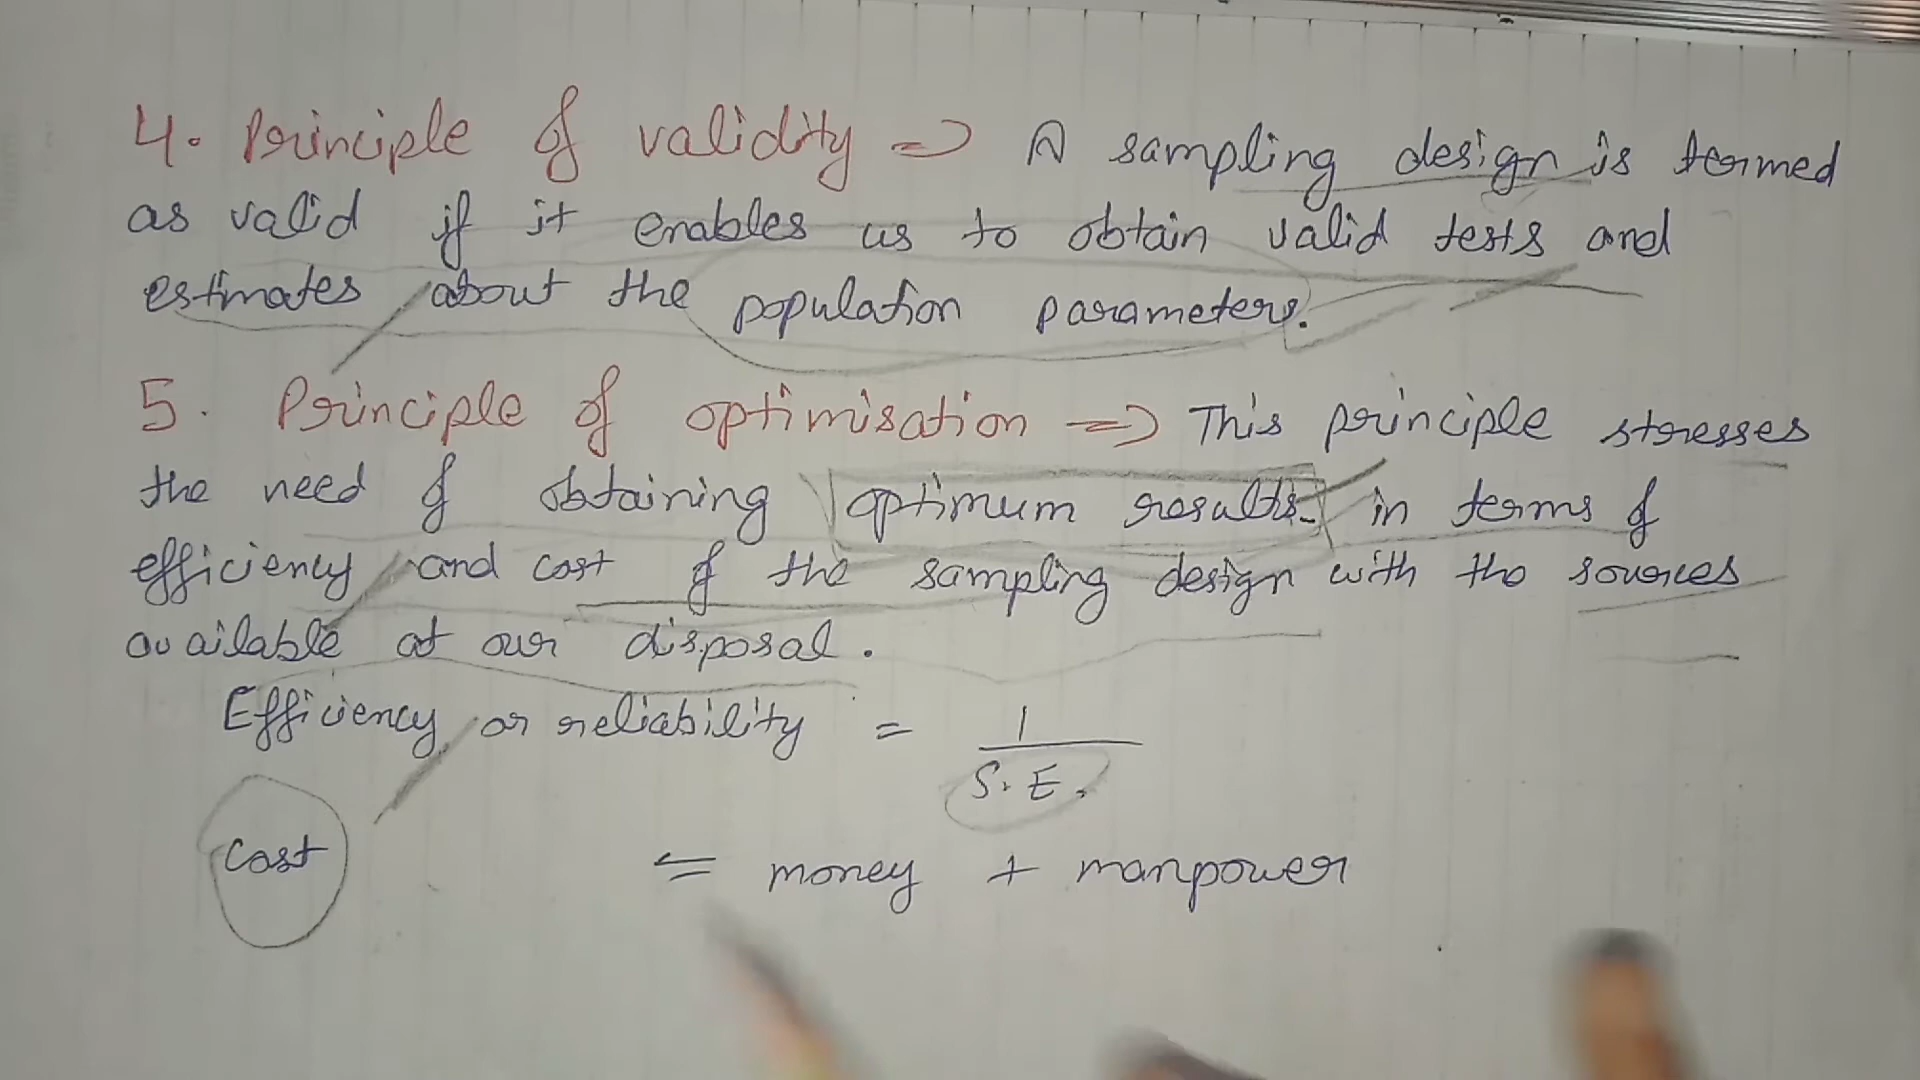 4. Principle of validity => A sampling design is termed
as valid if it enables us to obtain valid tests and
estimates about the population parameters.
5. Principle of optimisation => This principle stresses
the need of obtaining optimum results in terms of
efficiency and cost of the sampling design with the sources
available at our disposal.
Efficiency or reliability = 1 / S.E.
Cost = money + manpower